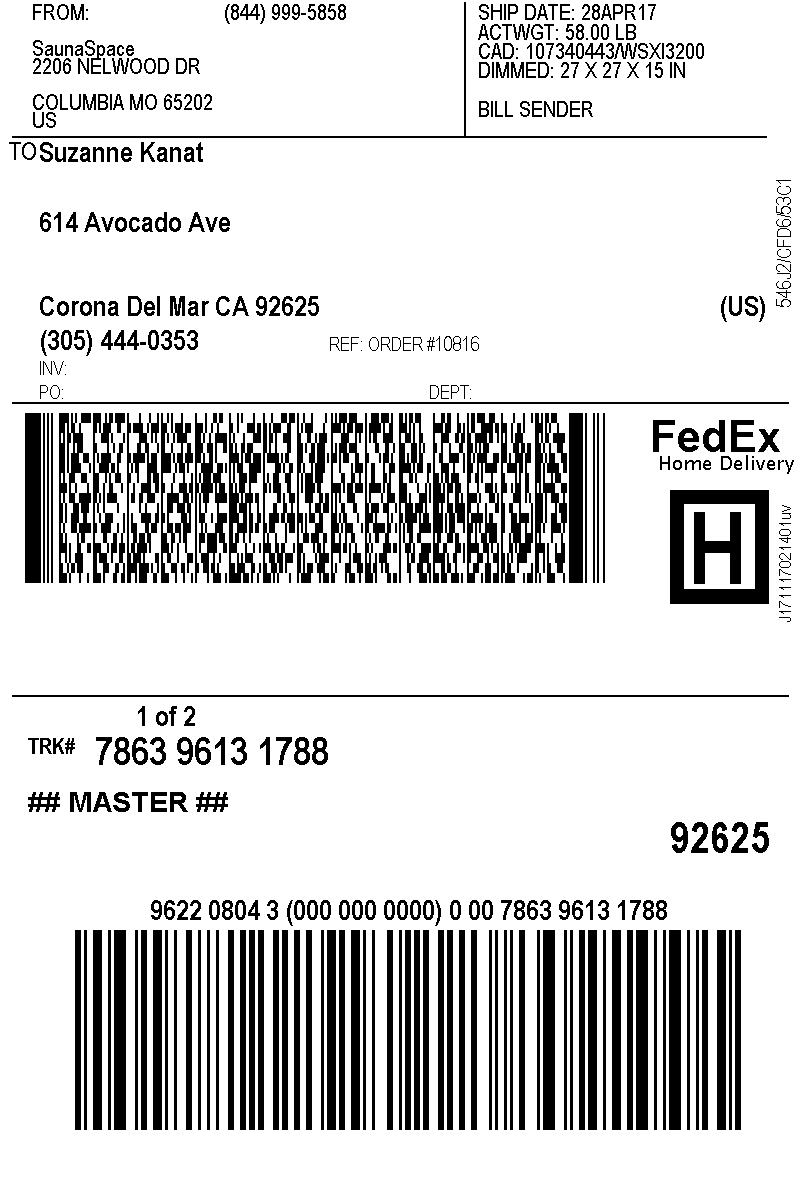 FROM: (844) 999-5858
SaunaSpace
2206 NELWOOD DR
COLUMBIA MO 65202
US
SHIP DATE: 28APR17
ACTWGT: 58.00 LB
CAD: 107340443/WSXI3200
DIMMED: 27 X 27 X 15 IN
BILL SENDER
TO Suzanne Kanat
614 Avocado Ave
Corona Del Mar CA 92625 (US)
(305) 444-0353 REF: ORDER #10816
INV:
PO: DEPT:
546J2/CFD6/53C1
FedEx
Home Delivery
H
J171117021401uv
1 of 2
TRK# 7863 9613 1788
## MASTER ##
92625
9622 0804 3 (000 000 0000) 0 00 7863 9613 1788